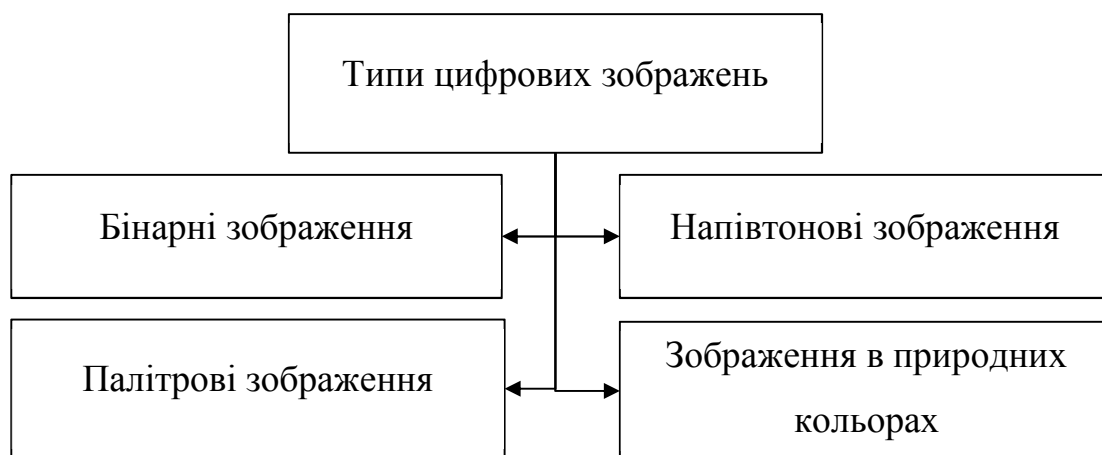 Типи цифрових зображень
Бінарні зображення
Напівтонові зображення
Палітрові зображення
Зображення в природних
кольорах